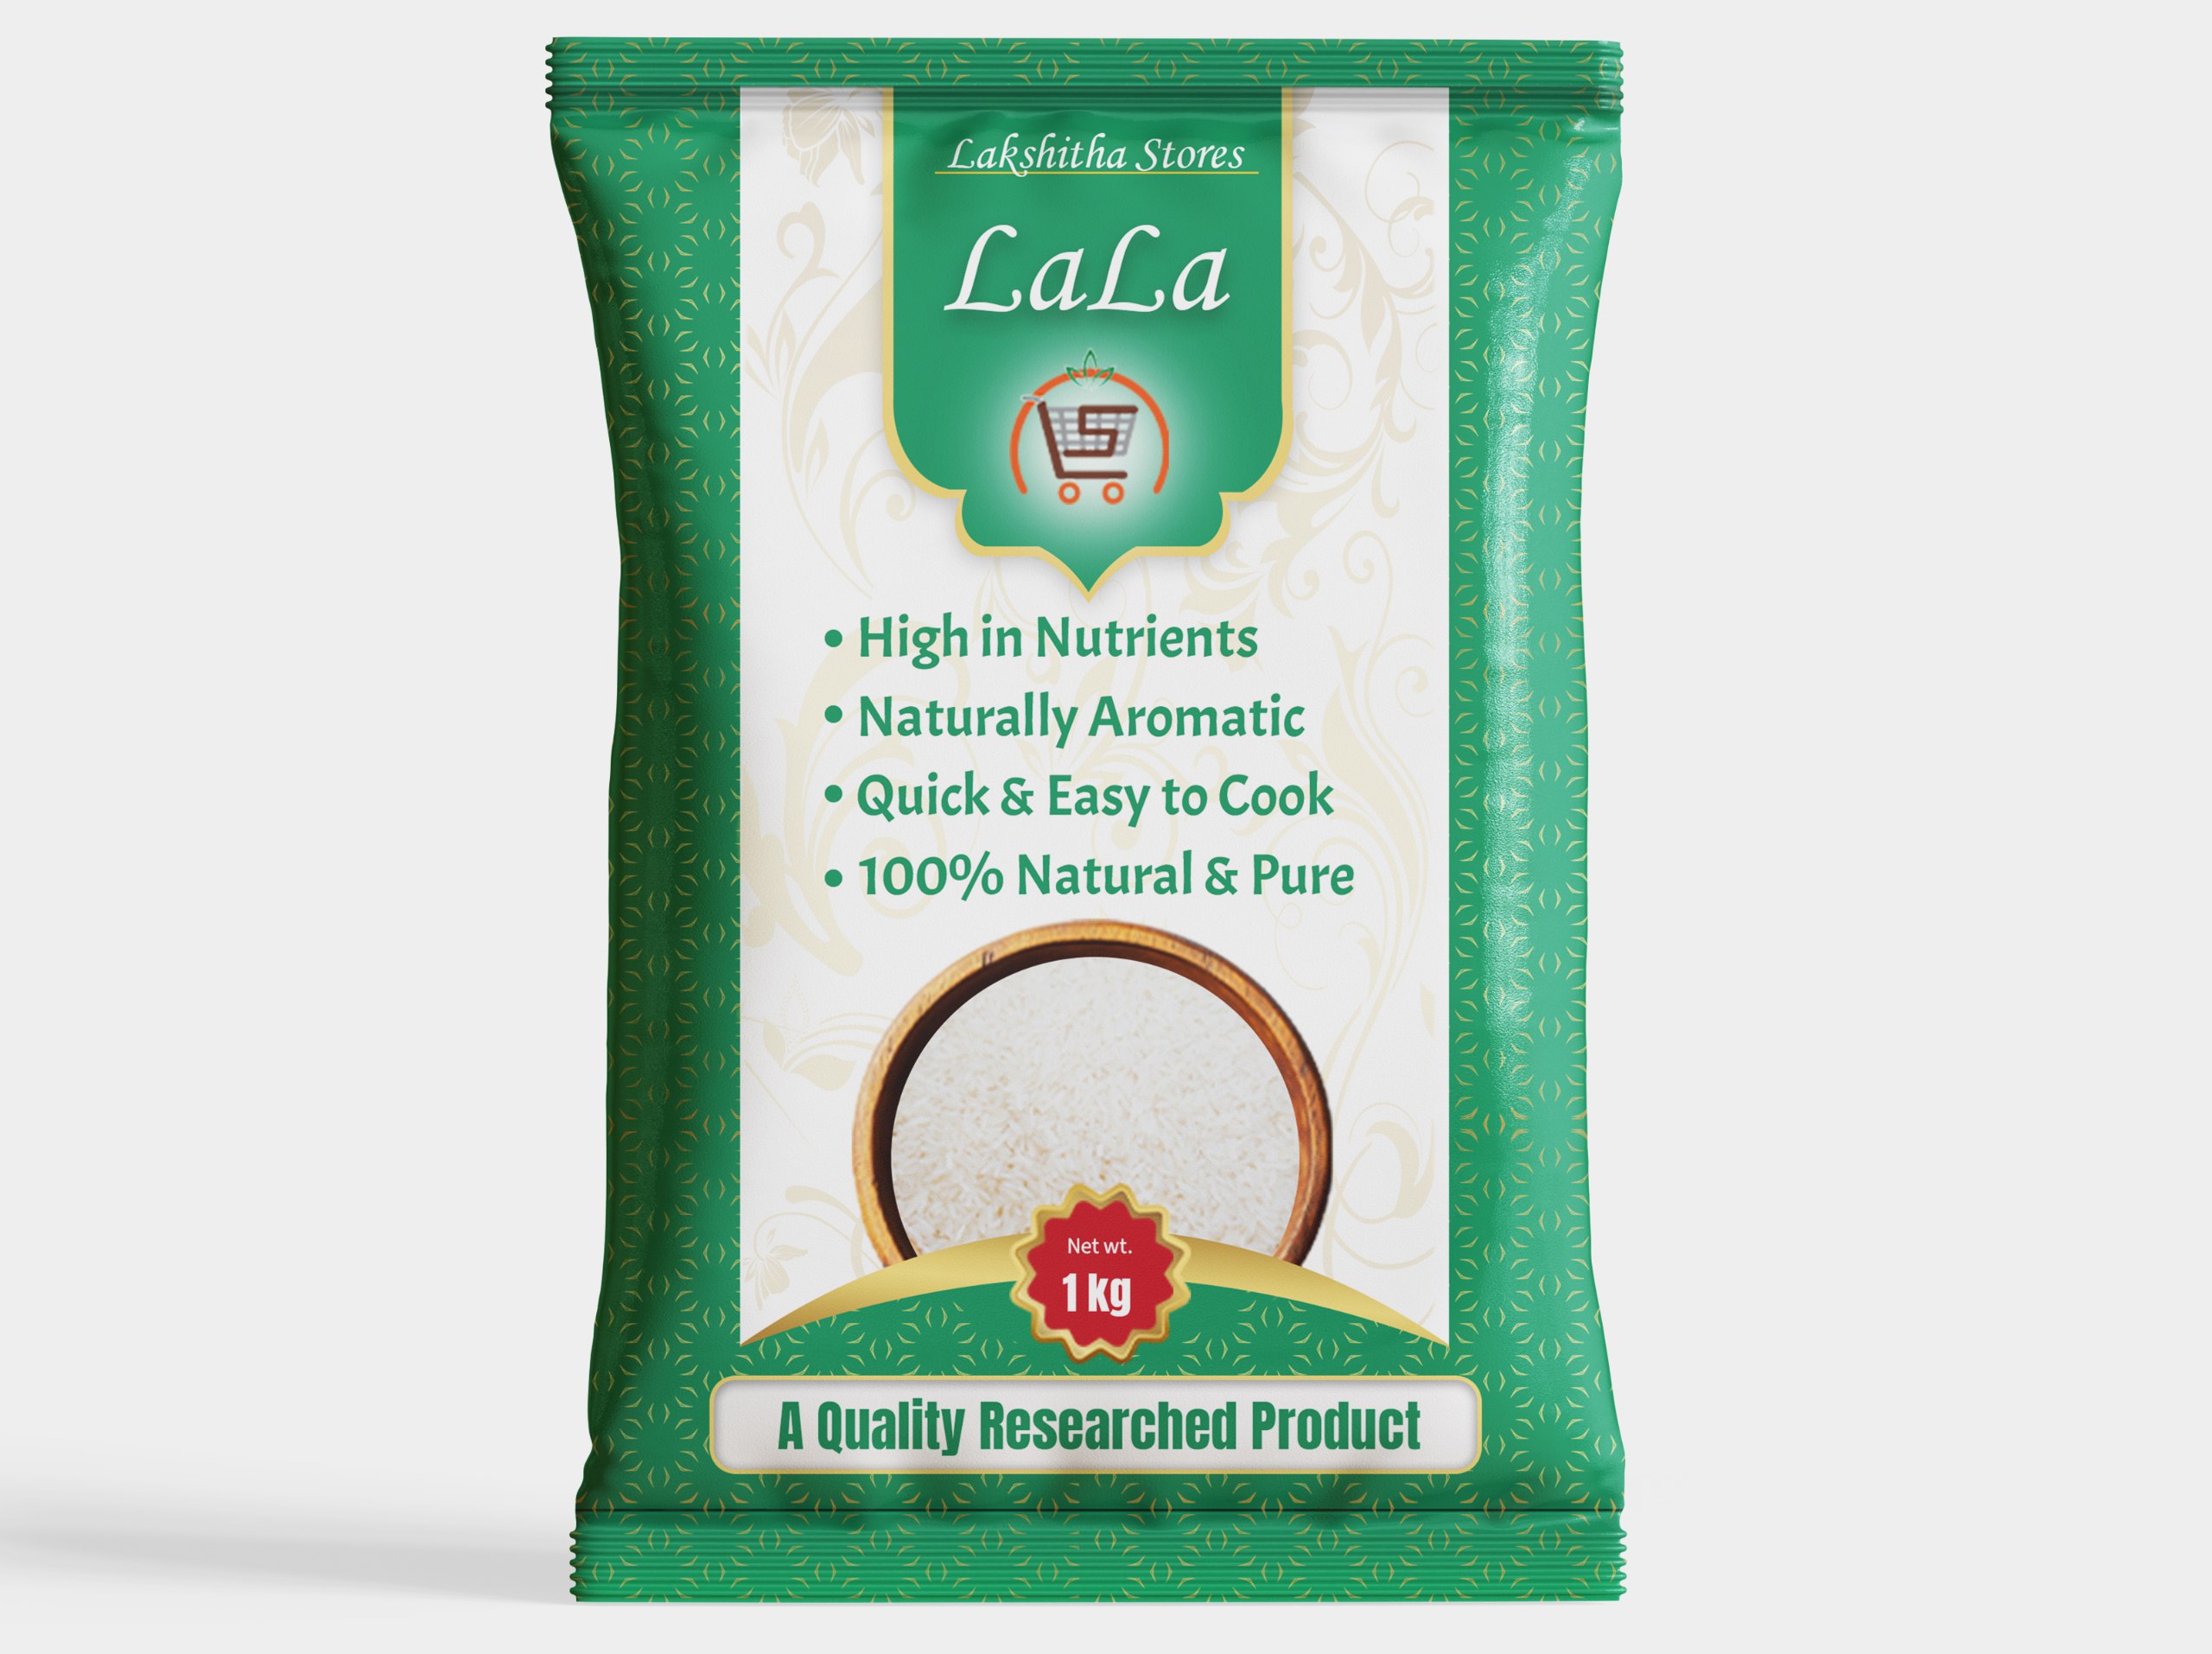 Lakshitha Stores
LaLa
• High in Nutrients
• Naturally Aromatic
• Quick & Easy to Cook
• 100% Natural & Pure
Net wt.
1 kg
A Quality Researched Product